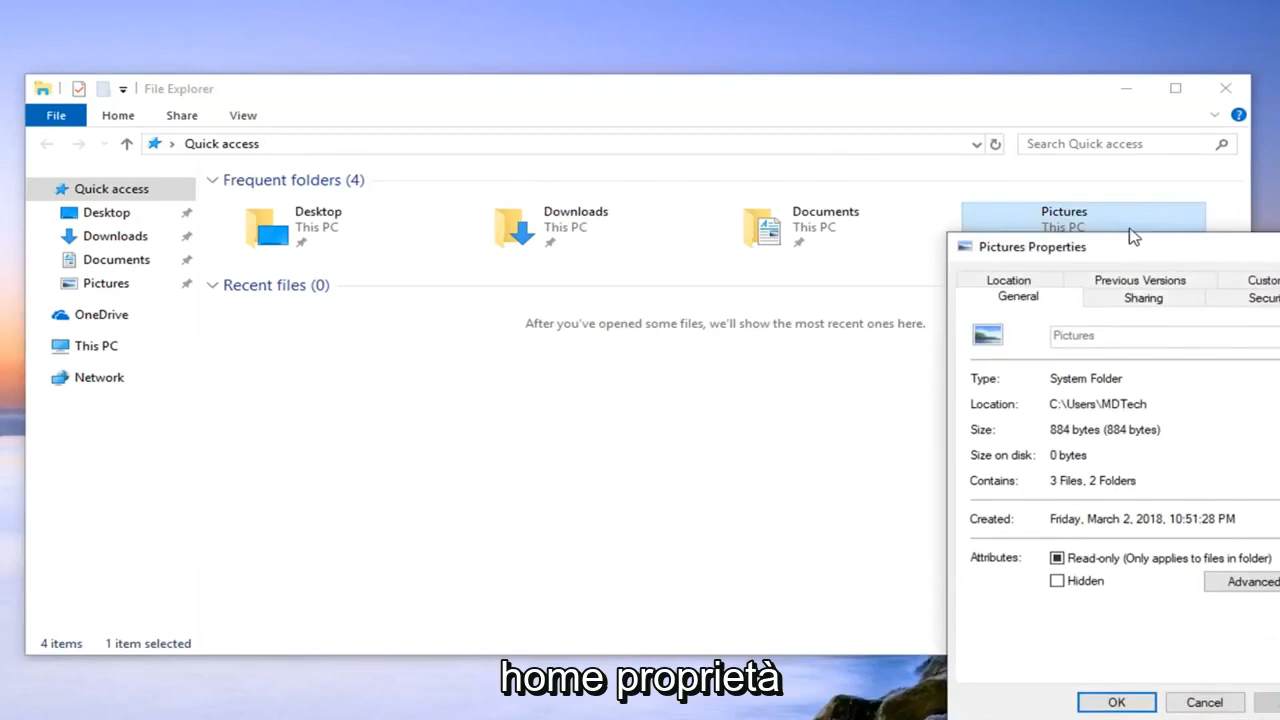 File Explorer
File Home Share View
Quick access
Search Quick access
Quick access
Desktop
Downloads
Documents
Pictures
OneDrive
This PC
Network
Frequent folders (4)
Desktop
This PC
Downloads
This PC
Documents
This PC
Pictures
This PC
Recent files (0)
After you've opened some files, we'll show the most recent ones here.
4 items 1 item selected
Pictures Properties
Location Previous Versions
General Sharing
Pictures
Type: System Folder
Location: C:\Users\MDTech
Size: 884 bytes (884 bytes)
Size on disk: 0 bytes
Contains: 3 Files, 2 Folders
Created: Friday, March 2, 2018, 10:51:28 PM
Attributes: Read-only (Only applies to files in folder)
Hidden
Advanced
OK Cancel
home proprietà